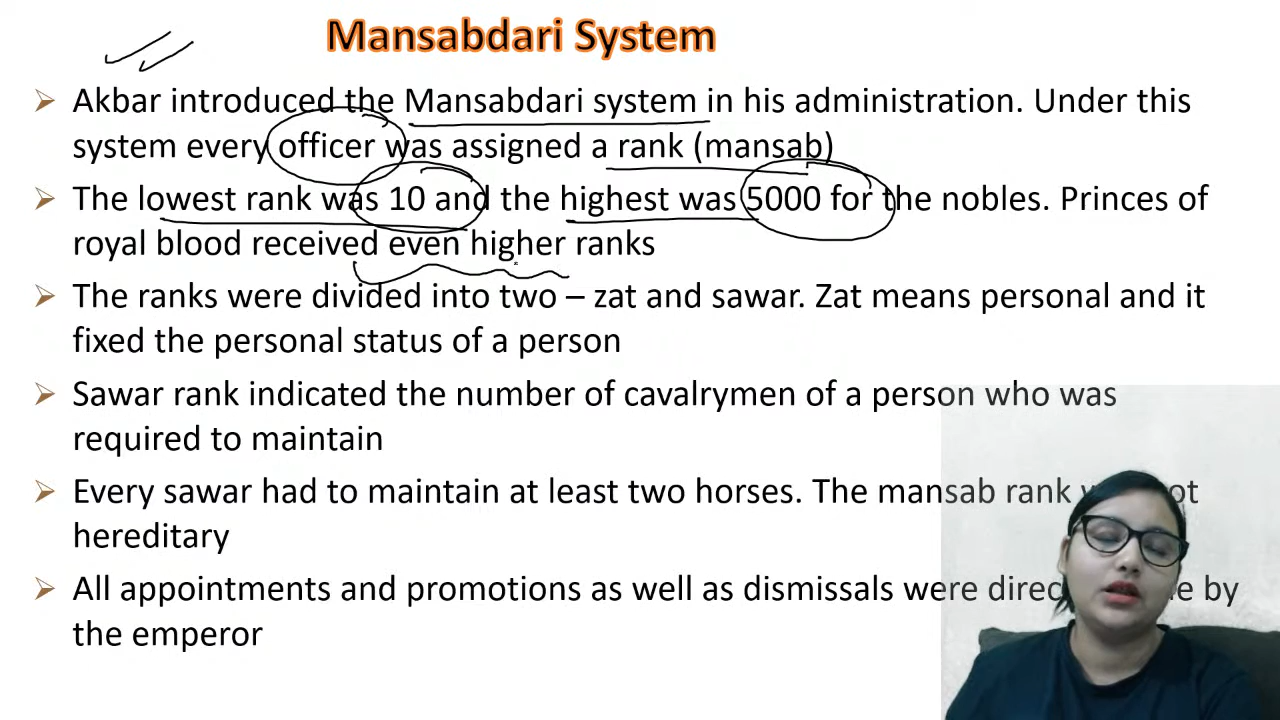 Mansabdari System
Akbar introduced the Mansabdari system in his administration. Under this
system every officer was assigned a rank (mansab)
The lowest rank was 10 and the highest was 5000 for the nobles. Princes of
royal blood received even higher ranks
The ranks were divided into two – zat and sawar. Zat means personal and it
fixed the personal status of a person
Sawar rank indicated the number of cavalrymen of a person who was
required to maintain
Every sawar had to maintain at least two horses. The mansab rank
hereditary
All appointments and promotions as well as dismissals were by
the emperor